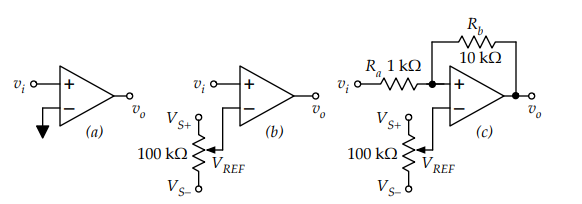 v_i + − v_o (a)
v_i + − v_o (b)
V_S+
100 kΩ
V_REF
V_S−
v_i R_a 1 kΩ R_b 10 kΩ + − v_o (c)
V_S+
100 kΩ
V_REF
V_S−